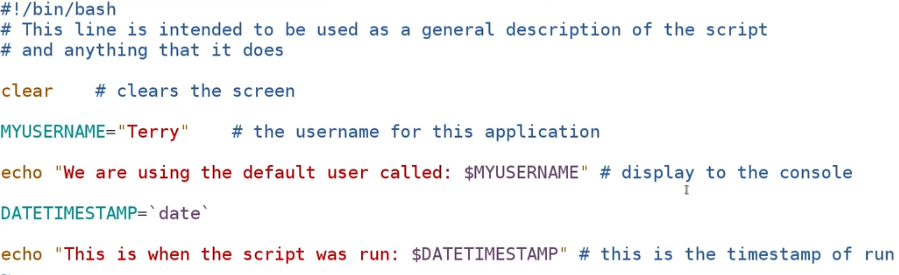 #!/bin/bash
# This line is intended to be used as a general description of the script
# and anything that it does
clear    # clears the screen
MYUSERNAME="Terry"    # the username for this application
echo "We are using the default user called: $MYUSERNAME" # display to the console
DATETIMESTAMP=`date`
echo "This is when the script was run: $DATETIMESTAMP" # this is the timestamp of run